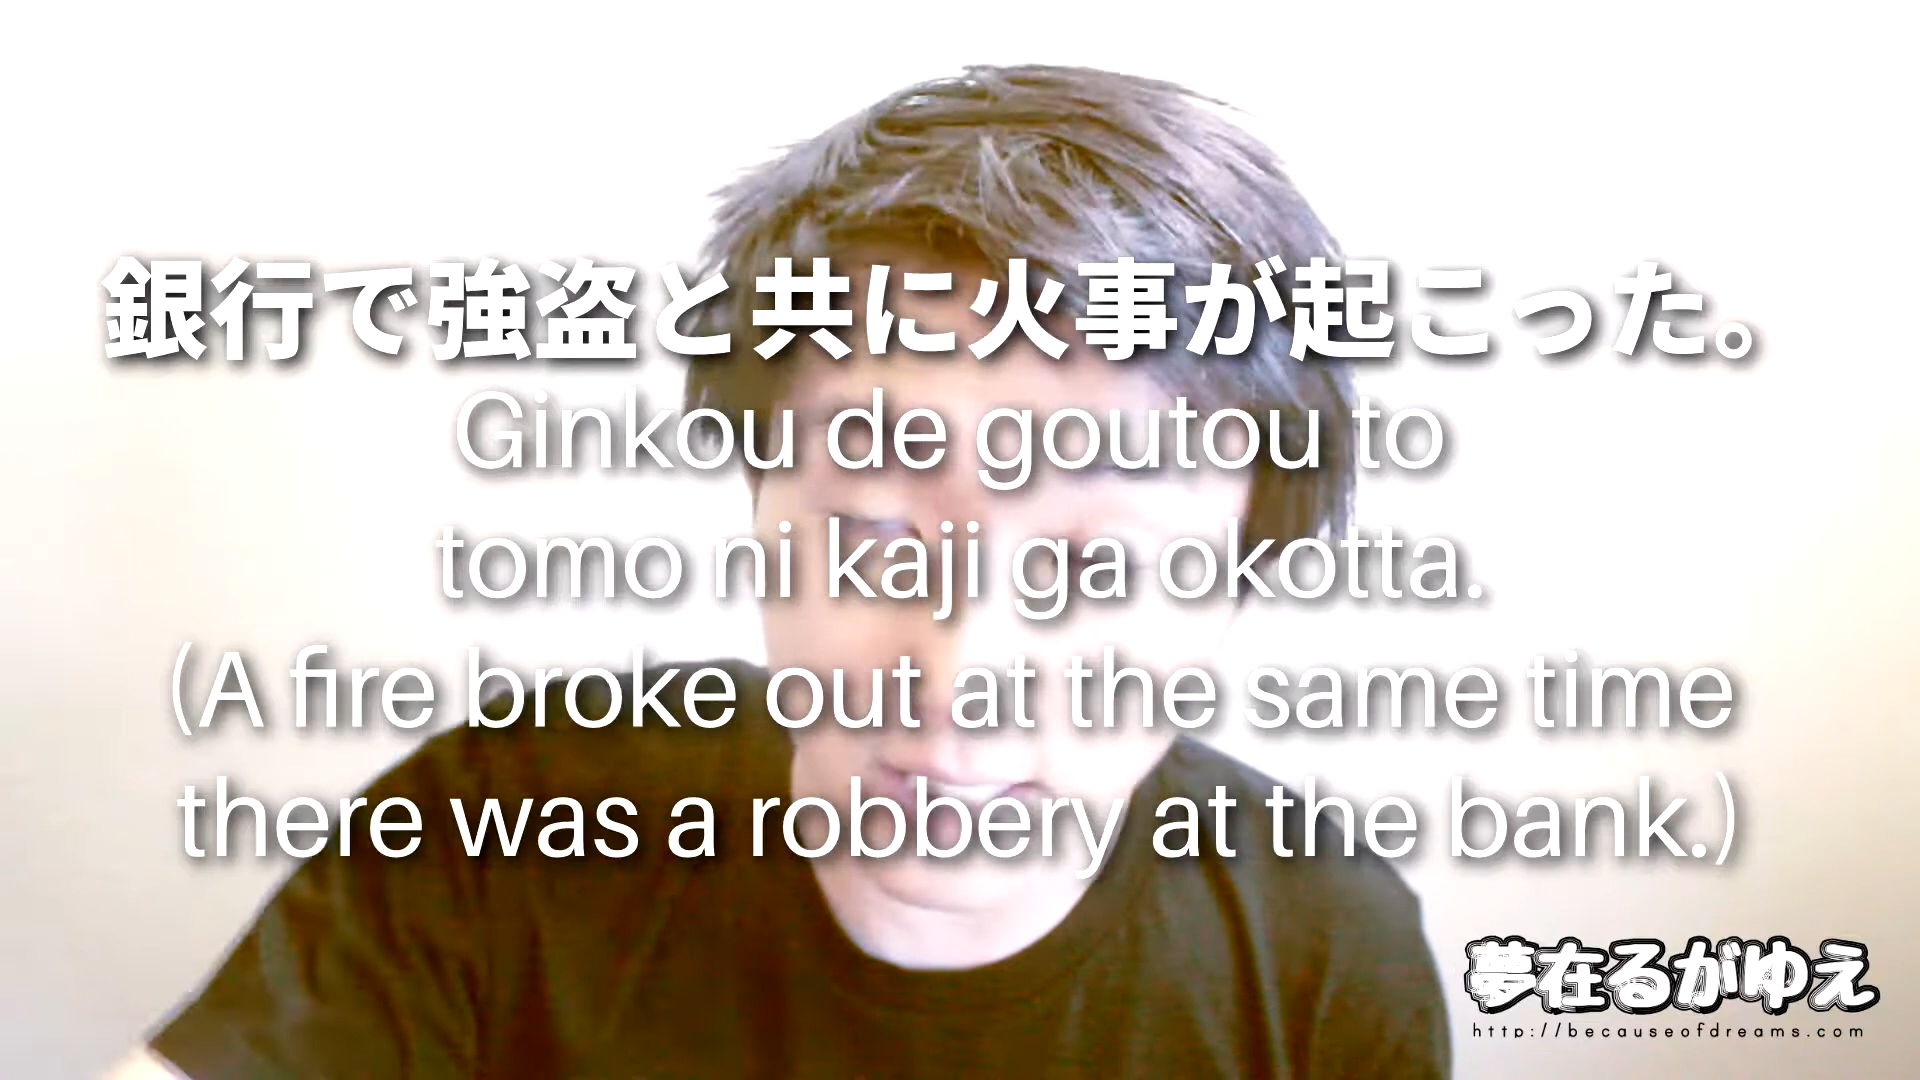 銀行で強盗と共に火事が起こった。
Ginkou de goutou to
tomo ni kaji ga okotta.
(A fire broke out at the same time
there was a robbery at the bank.)
夢在るがゆえ
http://becauseofdreams.com